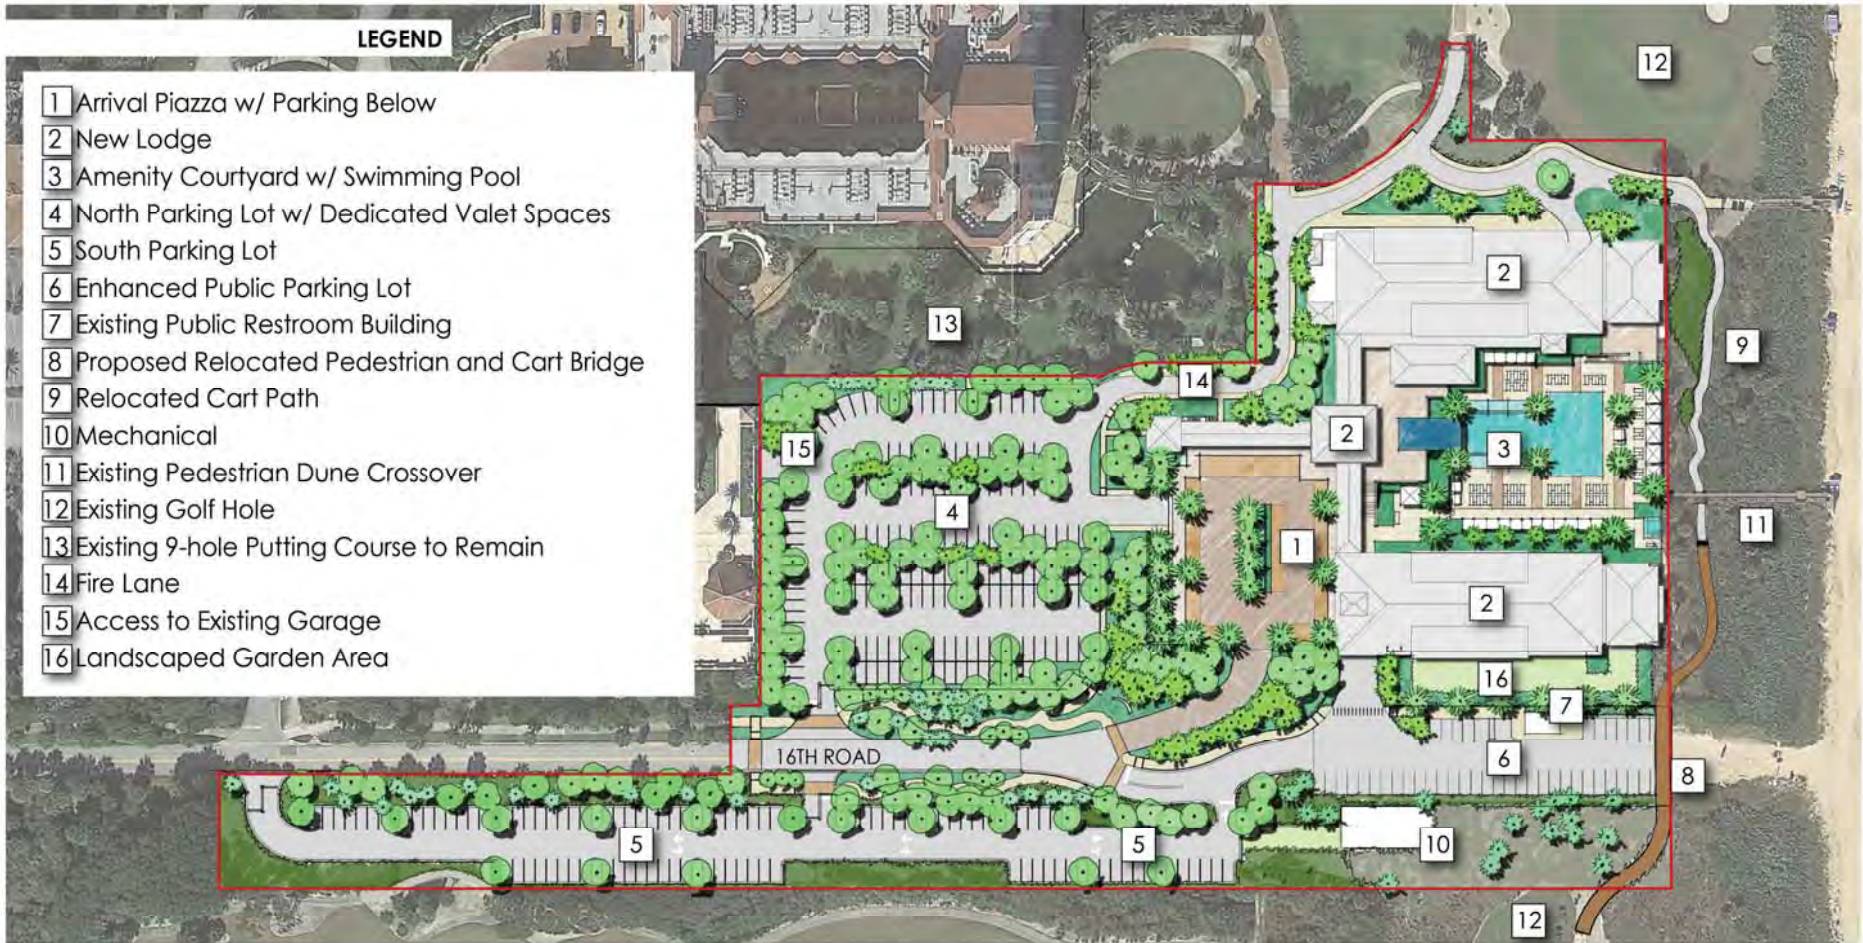 LEGEND
1 Arrival Piazza w/ Parking Below
2 New Lodge
3 Amenity Courtyard w/ Swimming Pool
4 North Parking Lot w/ Dedicated Valet Spaces
5 South Parking Lot
6 Enhanced Public Parking Lot
7 Existing Public Restroom Building
8 Proposed Relocated Pedestrian and Cart Bridge
9 Relocated Cart Path
10 Mechanical
11 Existing Pedestrian Dune Crossover
12 Existing Golf Hole
13 Existing 9-hole Putting Course to Remain
14 Fire Lane
15 Access to Existing Garage
16 Landscaped Garden Area
12
2
13
9
14
2
15
3
4
11
1
2
16
7
16TH ROAD
6
8
5
5
10
12